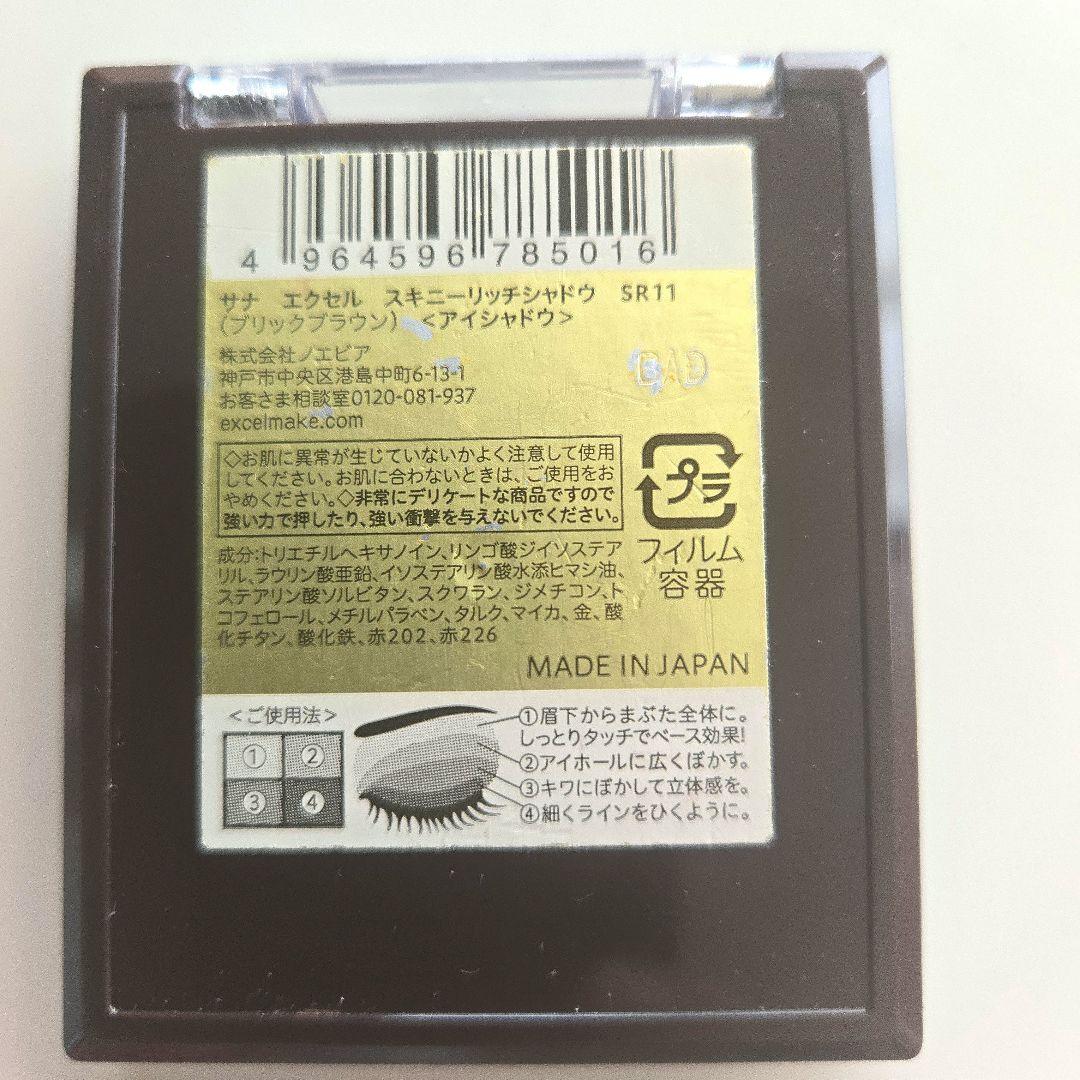 4 964596 785016
サナ エクセル スキニーリッチシャドウ SR11
(ブリックブラウン) <アイシャドウ>
株式会社ノエビア
神戸市中央区港島中町6-13-1
お客さま相談室0120-081-937
excelmake.com
◇お肌に異常が生じていないかよく注意して使用
してください。お肌に合わないときは、ご使用をお
やめください。◇非常にデリケートな商品ですので
強い力で押したり、強い衝撃を与えないでください。
プラ
フィルム
容器
成分:トリエチルヘキサノイン、リンゴ酸ジイソステア
リル、ラウリン酸亜鉛、イソステアリン酸水添ヒマシ油、
ステアリン酸ソルビタン、スクワラン、ジメチコン、ト
コフェロール、メチルパラベン、タルク、マイカ、金、酸
化チタン、酸化鉄、赤202、赤226
MADE IN JAPAN
<ご使用法>
① ②
③ ④
①眉下からまぶた全体に。
しっとりタッチでベース効果!
②アイホールに広くぼかす。
③キワにぼかして立体感を。
④細くラインをひくように。